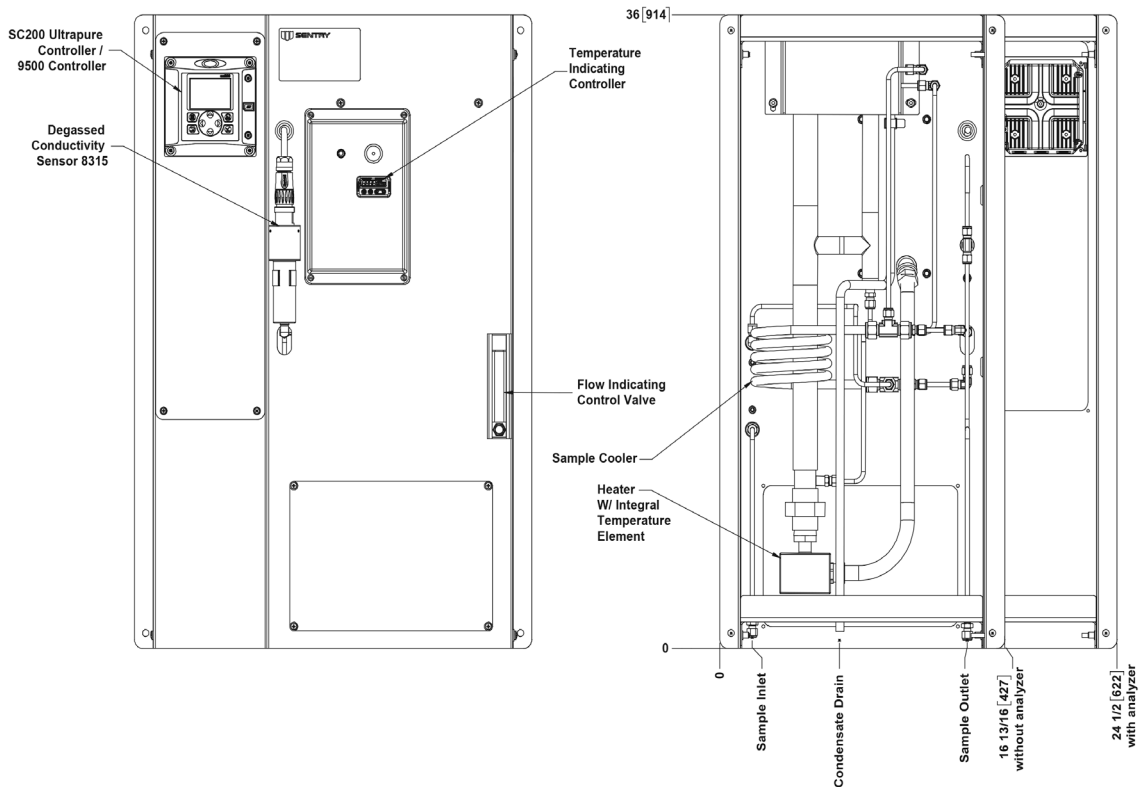 SC200 Ultrapure
Controller /
9500 Controller
SENTRY
Temperature
Indicating
Controller
Degassed
Conductivity
Sensor 8315
Flow Indicating
Control Valve
36 [914]
Sample Cooler
Heater
W/ Integral
Temperature
Element
0
0
Sample Inlet
Condensate Drain
Sample Outlet
16 13/16 [427]
without analyzer
24 1/2 [622]
with analyzer